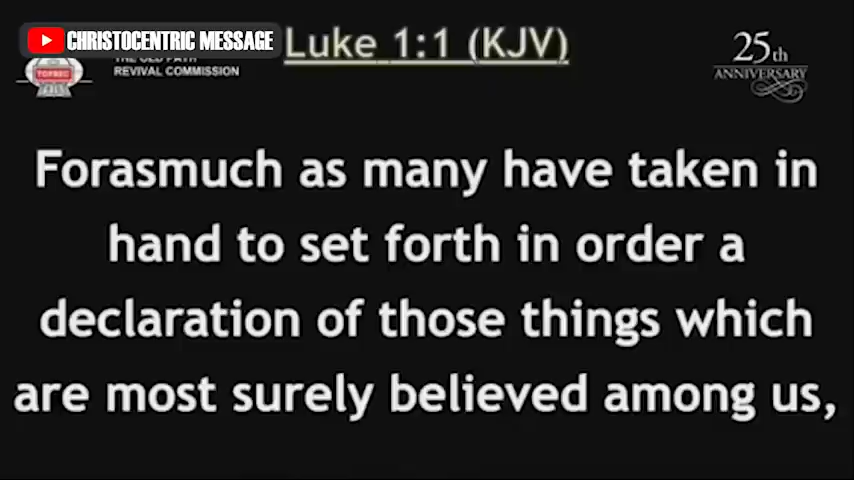 CHRISTOCENTRIC MESSAGE
Luke 1:1 (KJV)
THE OLD PATH
REVIVAL COMMISSION
TOPREC
25th
ANNIVERSARY
Forasmuch as many have taken in
hand to set forth in order a
declaration of those things which
are most surely believed among us,